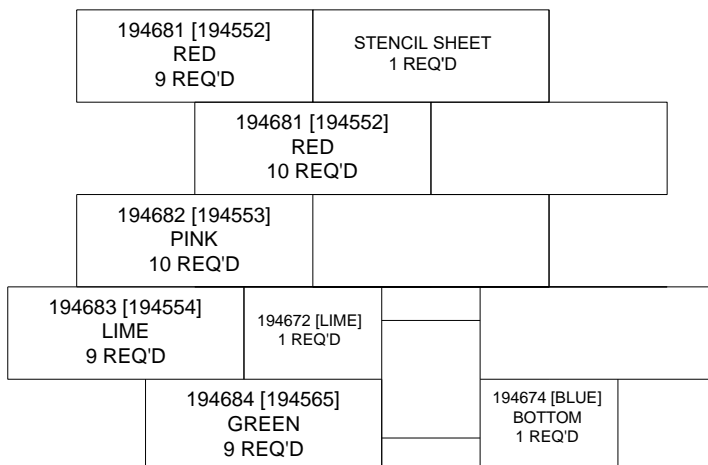 194681 [194552]
RED
9 REQ'D
STENCIL SHEET
1 REQ'D
194681 [194552]
RED
10 REQ'D
194682 [194553]
PINK
10 REQ'D
194683 [194554]
LIME
9 REQ'D
194672 [LIME]
1 REQ'D
194684 [194565]
GREEN
9 REQ'D
194674 [BLUE]
BOTTOM
1 REQ'D